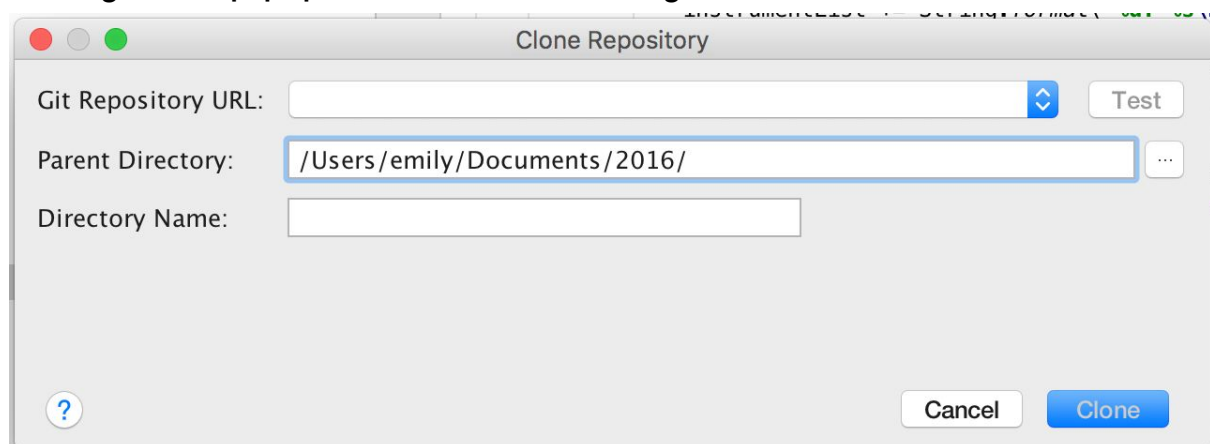 Clone Repository
Git Repository URL:
Test
Parent Directory: /Users/emily/Documents/2016/ ...
Directory Name:
? Cancel Clone